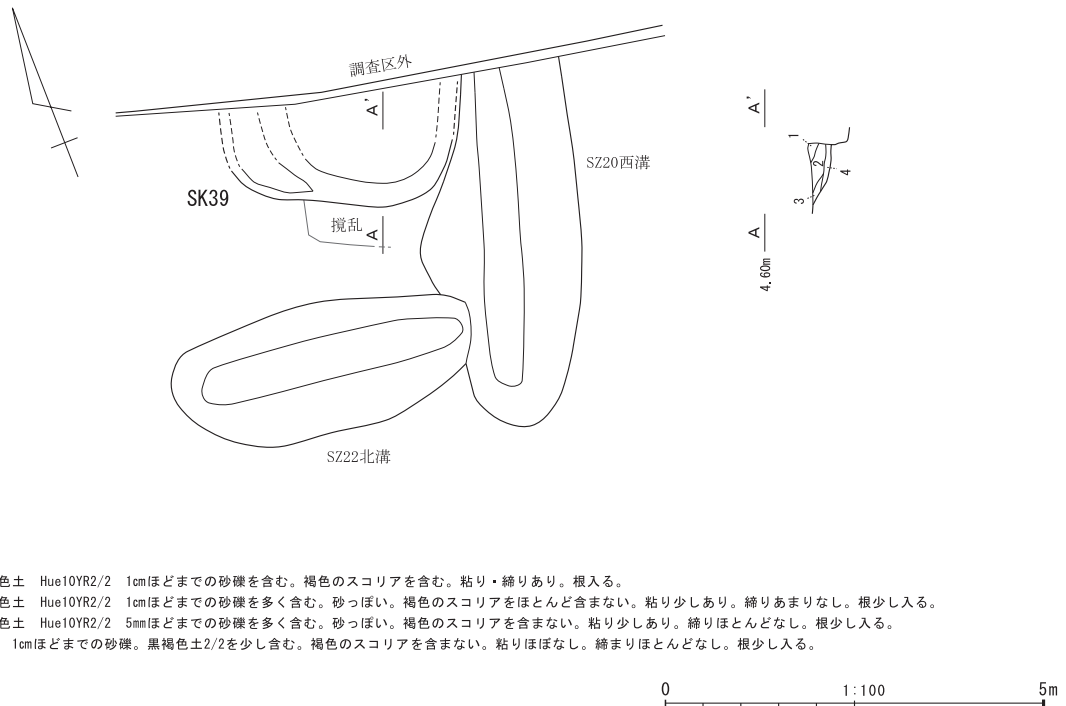 調査区外
A'
A'
1
2
SZ20西溝
4
SK39
3
撹乱
A
A
4.60m
SZ22北溝
色土 Hue10YR2/2 1cmほどまでの砂礫を含む。褐色のスコリアを含む。粘り・締りあり。根入る。
色土 Hue10YR2/2 1cmほどまでの砂礫を多く含む。砂っぽい。褐色のスコリアをほとんど含まない。粘り少しあり。締りあまりなし。根少し入る。
色土 Hue10YR2/2 5mmほどまでの砂礫を多く含む。砂っぽい。褐色のスコリアを含まない。粘り少しあり。締りほとんどなし。根少し入る。
1cmほどまでの砂礫。黒褐色土2/2を少し含む。褐色のスコリアを含まない。粘りほぼなし。締まりほとんどなし。根少し入る。
0 1:100 5m